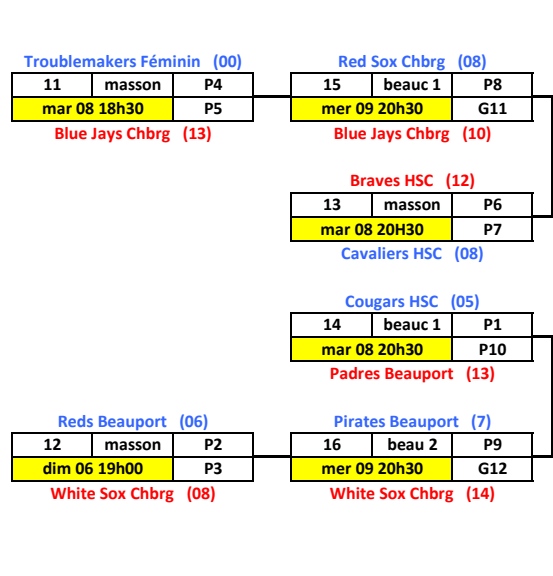 Troublemakers Féminin (00)
11 masson P4
mar 08 18h30 P5
Blue Jays Chbrg (13)
Red Sox Chbrg (08)
15 beauc 1 P8
mer 09 20h30 G11
Blue Jays Chbrg (10)
Braves HSC (12)
13 masson P6
mar 08 20H30 P7
Cavaliers HSC (08)
Cougars HSC (05)
14 beauc 1 P1
mar 08 20h30 P10
Padres Beauport (13)
Reds Beauport (06)
12 masson P2
dim 06 19h00 P3
White Sox Chbrg (08)
Pirates Beauport (7)
16 beau 2 P9
mer 09 20h30 G12
White Sox Chbrg (14)